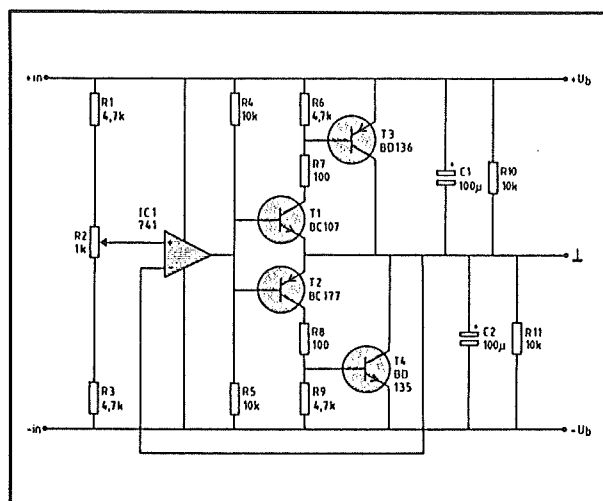 +in
+Ub
R1
4,7k
R4
10k
R6
4,7k
T3
BD136
R7
100
C1
100µ
+
R10
10k
IC1
741
R2
1k
+
-
T1
BC107
⊥
T2
BC177
R8
100
T4
BD
135
C2
100µ
+
R11
10k
R3
4,7k
R5
10k
R9
4,7k
-in
-Ub